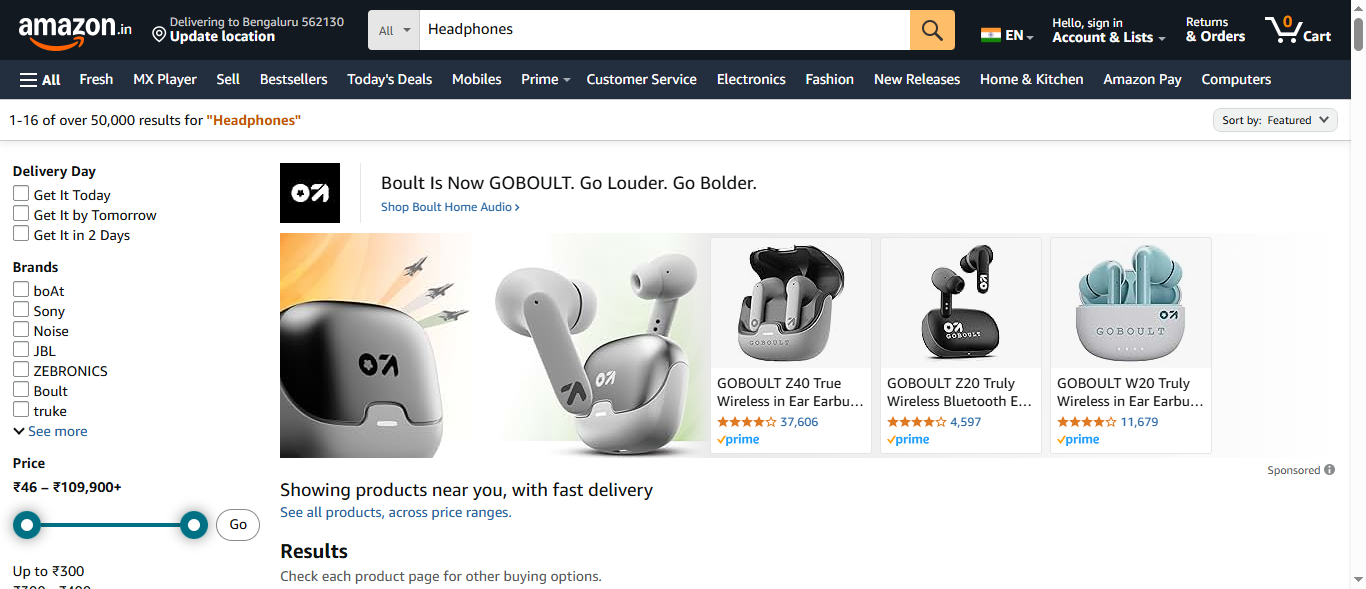 amazon.in
Delivering to Bengaluru 562130
Update location
All
Headphones
EN
Hello, sign in
Account & Lists
Returns
& Orders
0
Cart
All
Fresh
MX Player
Sell
Bestsellers
Today's Deals
Mobiles
Prime
Customer Service
Electronics
Fashion
New Releases
Home & Kitchen
Amazon Pay
Computers
1-16 of over 50,000 results for "Headphones"
Sort by: Featured
Delivery Day
Get It Today
Get It by Tomorrow
Get It in 2 Days
Brands
boAt
Sony
Noise
JBL
ZEBRONICS
Boult
truke
See more
Price
₹46 – ₹109,900+
Go
Up to ₹300
Boult Is Now GOBOULT. Go Louder. Go Bolder.
Shop Boult Home Audio ›
GOBOULT
GOBOULT Z40 True
Wireless in Ear Earbu...
37,606
prime
GOBOULT
GOBOULT Z20 Truly
Wireless Bluetooth E...
4,597
prime
GOBOULT
GOBOULT W20 Truly
Wireless in Ear Earbu...
11,679
prime
Sponsored
Showing products near you, with fast delivery
See all products, across price ranges.
Results
Check each product page for other buying options.